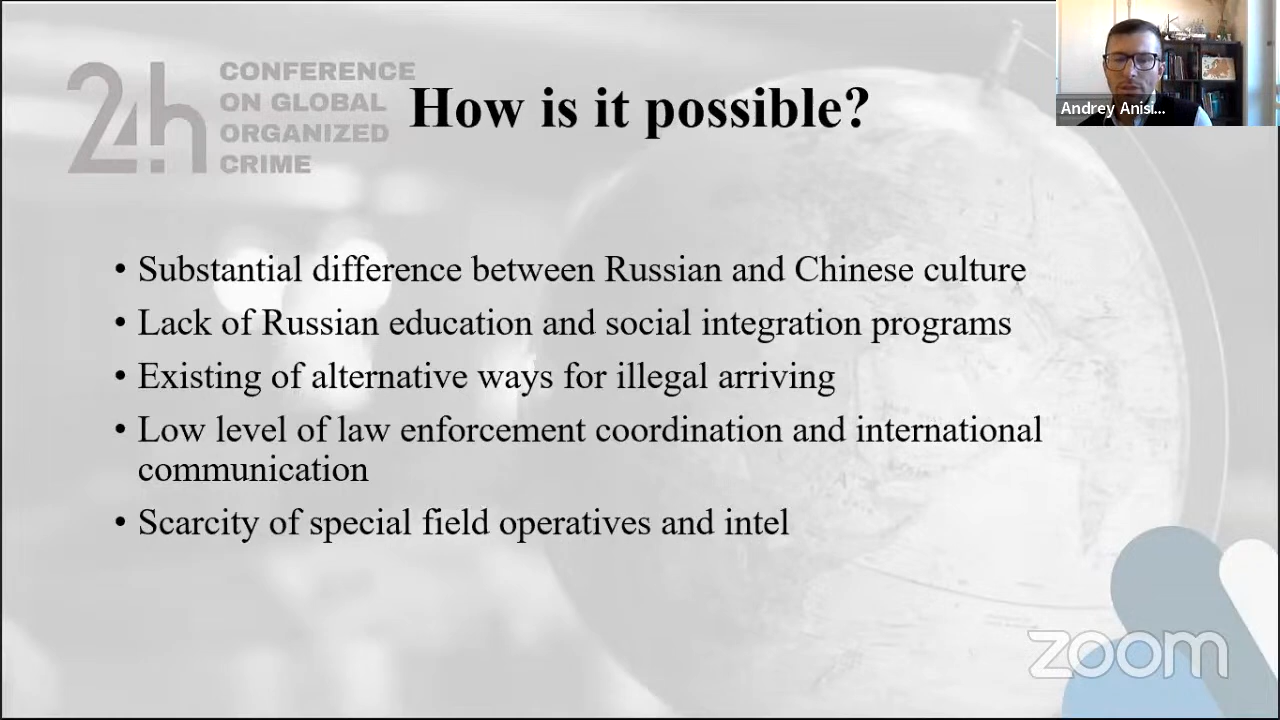 24h
CONFERENCE
ON GLOBAL
ORGANIZED
CRIME
How is it possible?
Andrey Anisi...
• Substantial difference between Russian and Chinese culture
• Lack of Russian education and social integration programs
• Existing of alternative ways for illegal arriving
• Low level of law enforcement coordination and international
communication
• Scarcity of special field operatives and intel
zoom